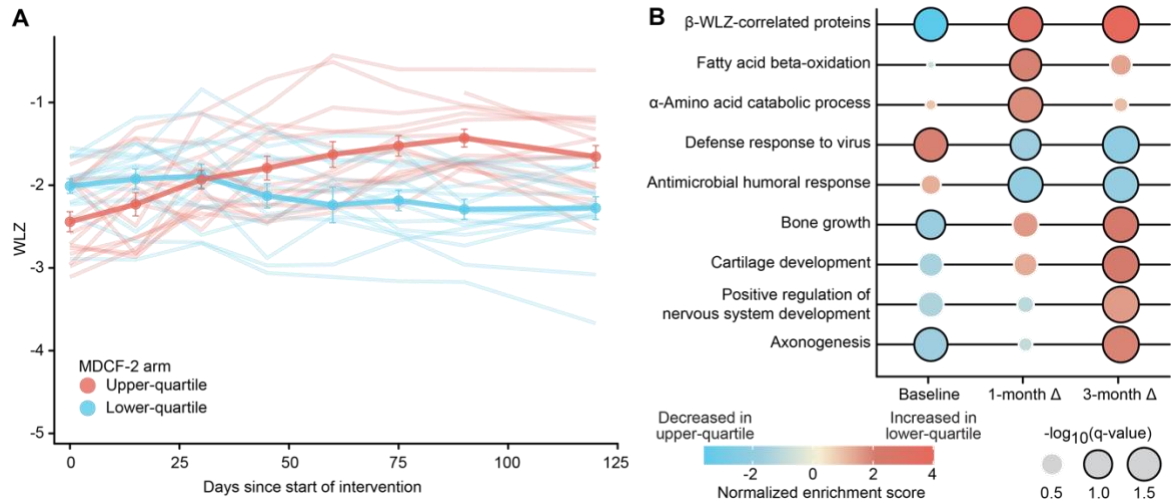 A
-1
-2
-3
-4
-5
WLZ
0
25
50
75
100
125
Days since start of intervention
MDCF-2 arm
Upper-quartile
Lower-quartile
B
β-WLZ-correlated proteins
Fatty acid beta-oxidation
α-Amino acid catabolic process
Defense response to virus
Antimicrobial humoral response
Bone growth
Cartilage development
Positive regulation of
nervous system development
Axonogenesis
Baseline
1-month Δ
3-month Δ
Decreased in
upper-quartile
Increased in
lower-quartile
-2
0
2
4
Normalized enrichment score
-log10(q-value)
0.5
1.0
1.5